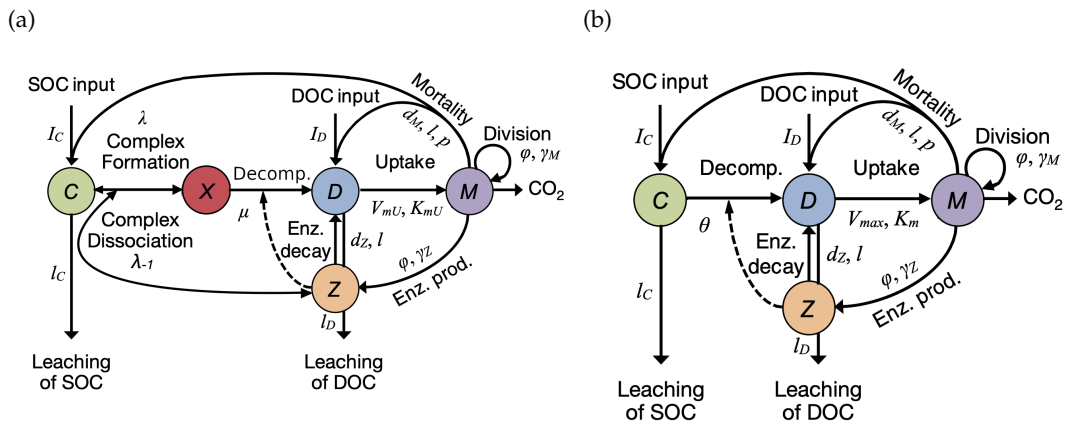 (a)
SOC input
DOC input
Mortality
d_M, l, p
I_C
λ
Complex
Formation
I_D
Division
φ, γ_M
Decomp.
Uptake
C
X
D
M
CO₂
μ
V_mU, K_mU
Complex
Dissociation
λ_-1
Enz.
decay
d_Z, l
l_C
φ, γ_Z
Enz. prod.
Z
l_D
Leaching
of SOC
Leaching
of DOC
(b)
SOC input
DOC input
Mortality
d_M, l, p
I_C
I_D
Division
φ, γ_M
Decomp.
Uptake
C
D
M
CO₂
θ
V_max, K_m
Enz.
decay
d_Z, l
l_C
φ, γ_Z
Enz. prod.
Z
l_D
Leaching
of SOC
Leaching
of DOC